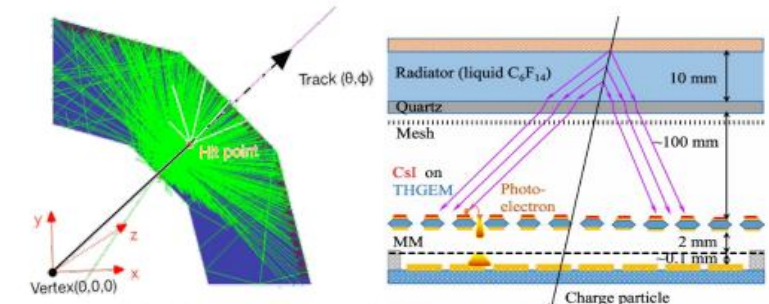 Track (θ,ϕ)
Hit point
y
z
x
Vertex(0,0,0)
Radiator (liquid C₆F₁₄)
10 mm
Quartz
Mesh
~100 mm
CsI on
THGEM
Photo-
electron
MM
2 mm
~0.1 mm
Charge particle